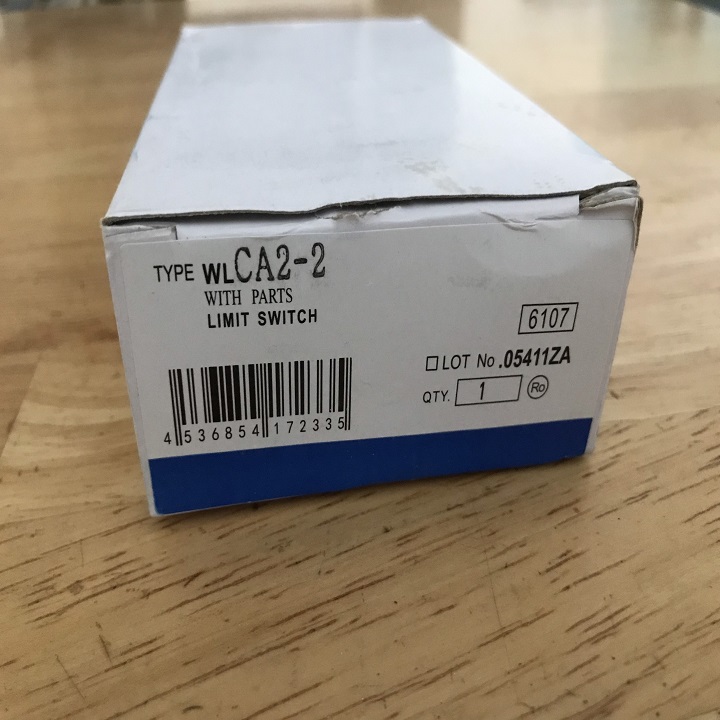 TYPE WLCA2-2
WITH PARTS
LIMIT SWITCH
6107
LOT No .05411ZA
QTY. 1 Ro
4 536854 172335